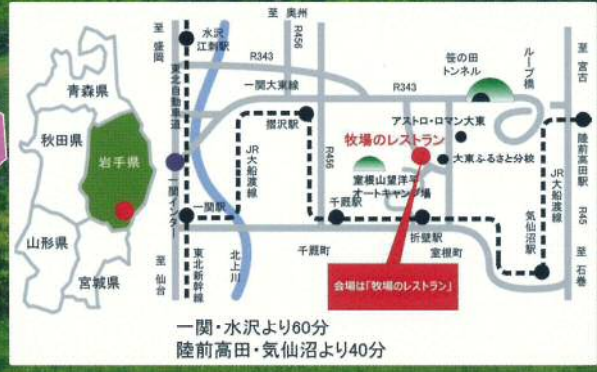 青森県
秋田県
岩手県
山形県
宮城県
至 盛岡
東北自動車道
一関インター
至 仙台
水沢江刺駅
一関駅
東北新幹線
北上川
至 奥州
R456
R343
一関大東線
摺沢駅
JR大船渡線
R456
R343
笹の田
トンネル
ループ橋
至 宮古
アストロ・ロマン大東
牧場のレストラン
大東ふるさと分校
室根山望洋平
オートキャンプ場
千厩駅
折壁駅
千厩町
室根町
気仙沼駅
JR大船渡線
陸前高田駅
R45
至 石巻
会場は「牧場のレストラン」
一関・水沢より60分
陸前高田・気仙沼より40分